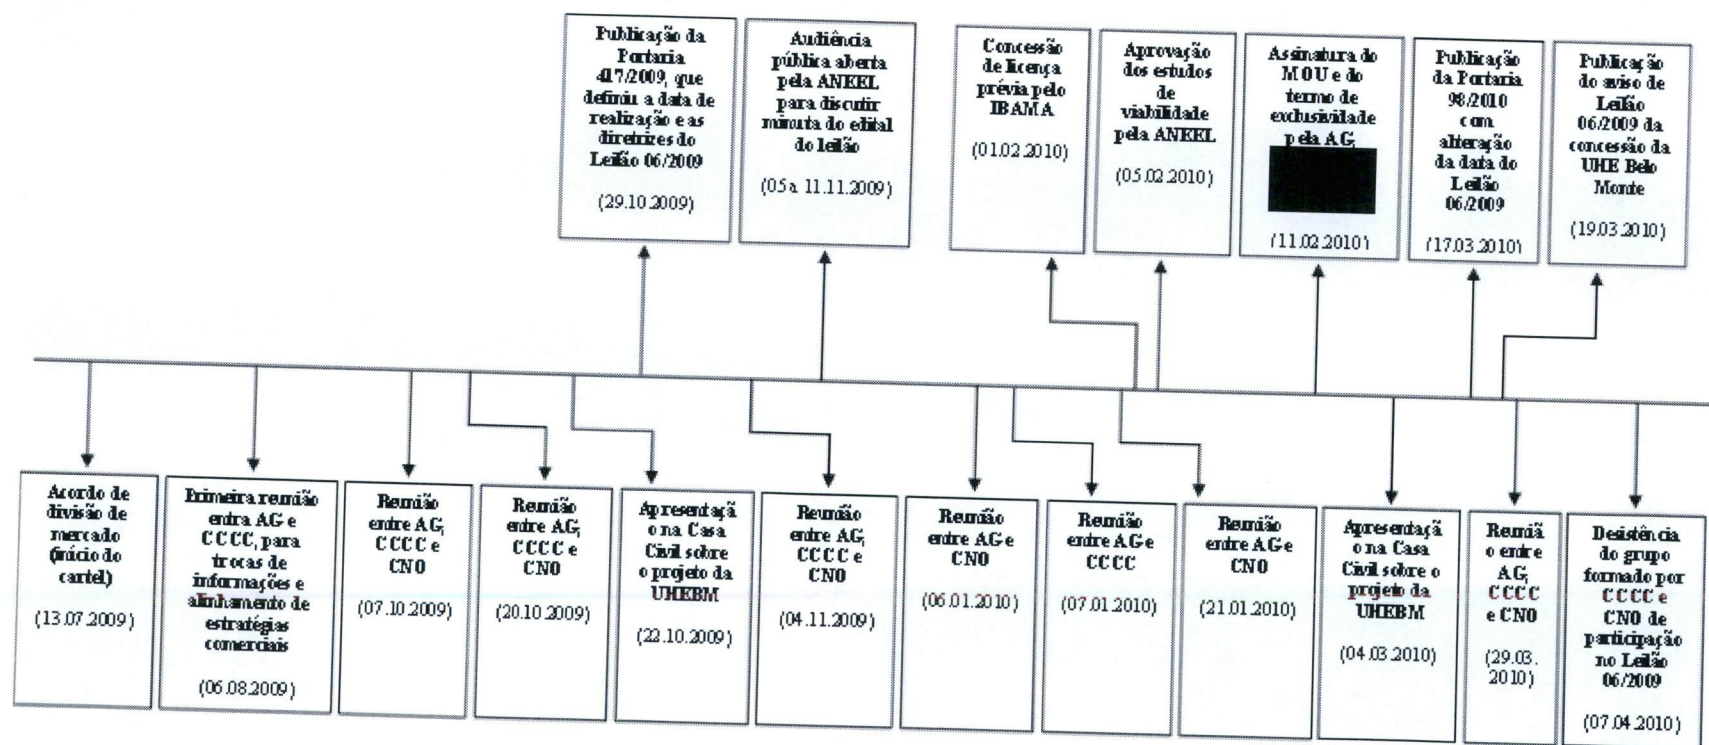 Publicação da
Portaria
417/2009, que
definiu a data de
realização e as
diretrizes do
Leilão 06/2009
(29.10.2009)
Audiência
pública aberta
pela ANEEL
para discutir
minuta do edital
do leilão
(05 a 11.11.2009)
Concessão
de licença
prévia pelo
IBAMA
(01.02.2010)
Aprovação
dos estudos
de
viabilidade
pela ANEEL
(05.02.2010)
Assinatura do
MOU e do
termo de
exclusividade
pela AG,
(11.02.2010)
Publicação
da Portaria
98/2010
com
alteração
da data do
Leilão
06/2009
(17.03.2010)
Publicação
do aviso de
Leilão
06/2009 da
concessão da
UHE Belo
Monte
(19.03.2010)
Acordo de
divisão de
mercado
(início do
cartel)
(13.07.2009)
Primeira reunião
entra AG e
CCCC, para
trocas de
informações e
alinhamento de
estratégias
comerciais
(06.08.2009)
Reunião
entre AG,
CCCC e
CNO
(07.10.2009)
Reunião
entre AG,
CCCC e
CNO
(20.10.2009)
Apresentaçã
o na Casa
Civil sobre
o projeto da
UHEBM
(22.10.2009)
Reunião
entre AG,
CCCC e
CNO
(04.11.2009)
Reunião
entre AG e
CNO
(06.01.2010)
Reunião
entre AG e
CCCC
(07.01.2010)
Reunião
entre AG e
CNO
(21.01.2010)
Apresentaçã
o na Casa
Civil sobre o
projeto da
UHEBM
(04.03.2010)
Reuniã
o entre
AG,
CCCC
e CNO
(29.03.
2010)
Desistência
do grupo
formado por
CCCC e
CNO de
participação
no Leilão
06/2009
(07.04.2010)